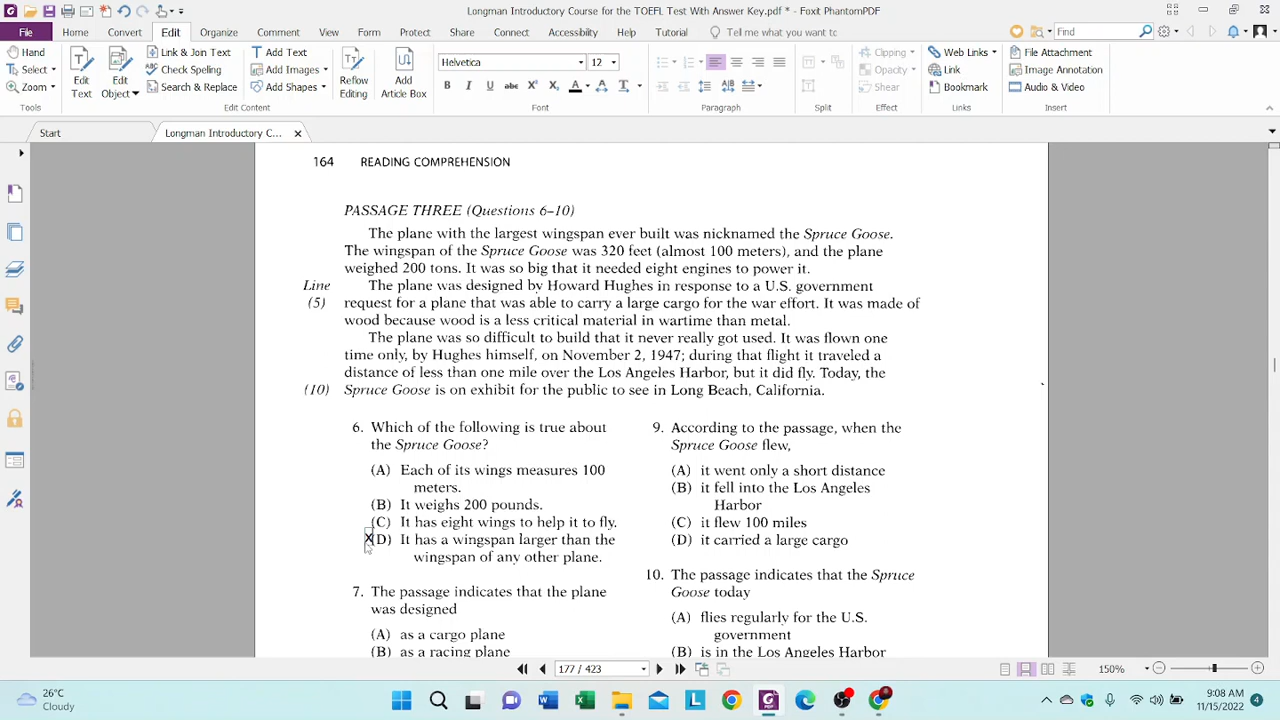 Longman Introductory Course for the TOEFL Test With Answer Key.pdf * - Foxit PhantomPDF
File Home Convert Edit Organize Comment View Form Protect Share Connect Accessibility Help Tutorial Tell me what you want to Find
Hand Select Zoom Tools
Edit Text Edit Object Link & Join Text Check Speling Search & Replace Edit Content
Add Text Add Images Add Shapes
Reflow Editing Add Article Box
Helvetica 12
B I U abc X² X₂ A T Font
Paragraph
Split
Clipping Opacity Shear Effect
Web Links Link Bookmark Links
File Attachment Image Annotation Audio & Video Insert
Start Longman Introductory C...
164 READING COMPREHENSION
PASSAGE THREE (Questions 6–10)
The plane with the largest wingspan ever built was nicknamed the Spruce Goose.
The wingspan of the Spruce Goose was 320 feet (almost 100 meters), and the plane
weighed 200 tons. It was so big that it needed eight engines to power it.
Line The plane was designed by Howard Hughes in response to a U.S. government
(5) request for a plane that was able to carry a large cargo for the war effort. It was made of
wood because wood is a less critical material in wartime than metal.
The plane was so difficult to build that it never really got used. It was flown one
time only, by Hughes himself, on November 2, 1947; during that flight it traveled a
distance of less than one mile over the Los Angeles Harbor, but it did fly. Today, the
(10) Spruce Goose is on exhibit for the public to see in Long Beach, California.
6. Which of the following is true about
the Spruce Goose?
(A) Each of its wings measures 100
meters.
(B) It weighs 200 pounds.
(C) It has eight wings to help it to fly.
X(D) It has a wingspan larger than the
wingspan of any other plane.
7. The passage indicates that the plane
was designed
(A) as a cargo plane
(B) as a racing plane
9. According to the passage, when the
Spruce Goose flew,
(A) it went only a short distance
(B) it fell into the Los Angeles
Harbor
(C) it flew 100 miles
(D) it carried a large cargo
10. The passage indicates that the Spruce
Goose today
(A) flies regularly for the U.S.
government
(B) is in the Los Angeles Harbor
177 / 423 150%
26°C
Cloudy
9:08 AM
11/15/2022
4